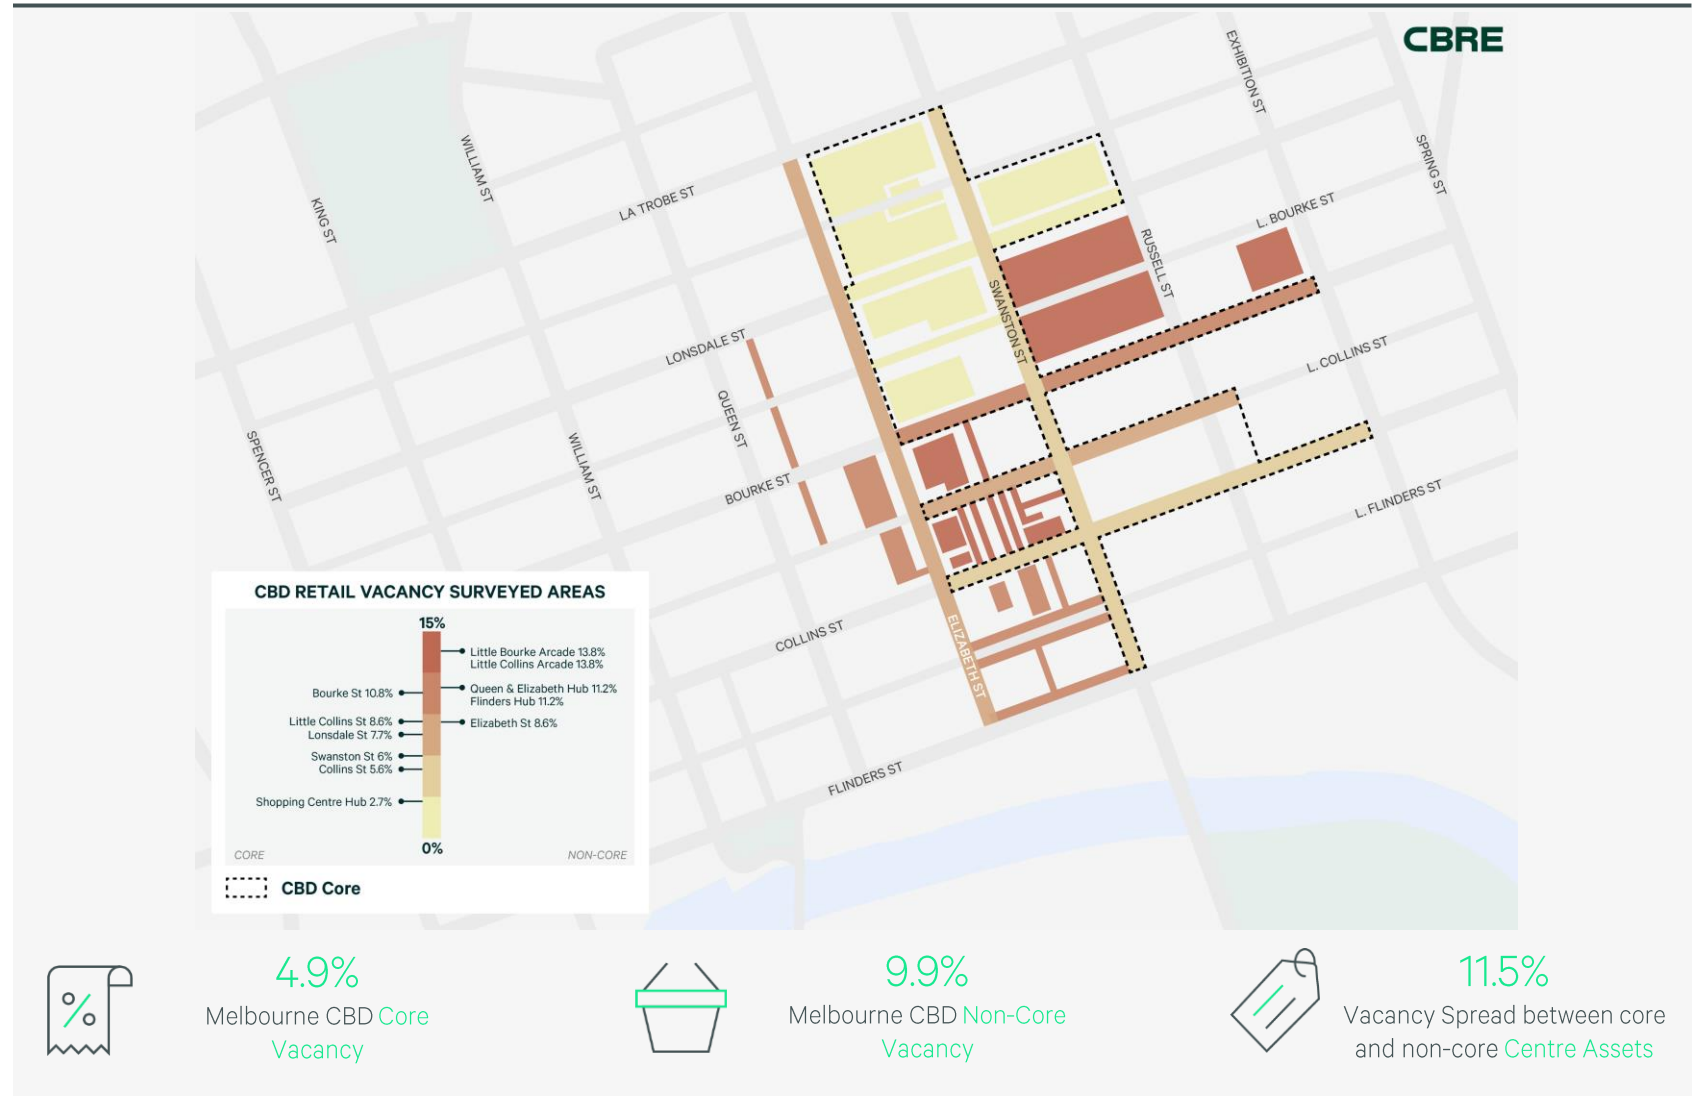 CBRE
EXHIBITION ST
SPRING ST
WILLIAM ST
KING ST
LA TROBE ST
L. BOURKE ST
RUSSELL ST
SWANSTON ST
LONSDALE ST
L. COLLINS ST
QUEEN ST
SPENCER ST
WILLIAM ST
BOURKE ST
L. FLINDERS ST
COLLINS ST
ELIZABETH ST
FLINDERS ST
CBD RETAIL VACANCY SURVEYED AREAS
15%
Little Bourke Arcade 13.8%
Little Collins Arcade 13.8%
Bourke St 10.8%
Queen & Elizabeth Hub 11.2%
Flinders Hub 11.2%
Little Collins St 8.6%
Elizabeth St 8.6%
Lonsdale St 7.7%
Swanston St 6%
Collins St 5.6%
Shopping Centre Hub 2.7%
0%
CORE
NON-CORE
CBD Core
4.9%
Melbourne CBD Core
Vacancy
9.9%
Melbourne CBD Non-Core
Vacancy
11.5%
Vacancy Spread between core
and non-core Centre Assets